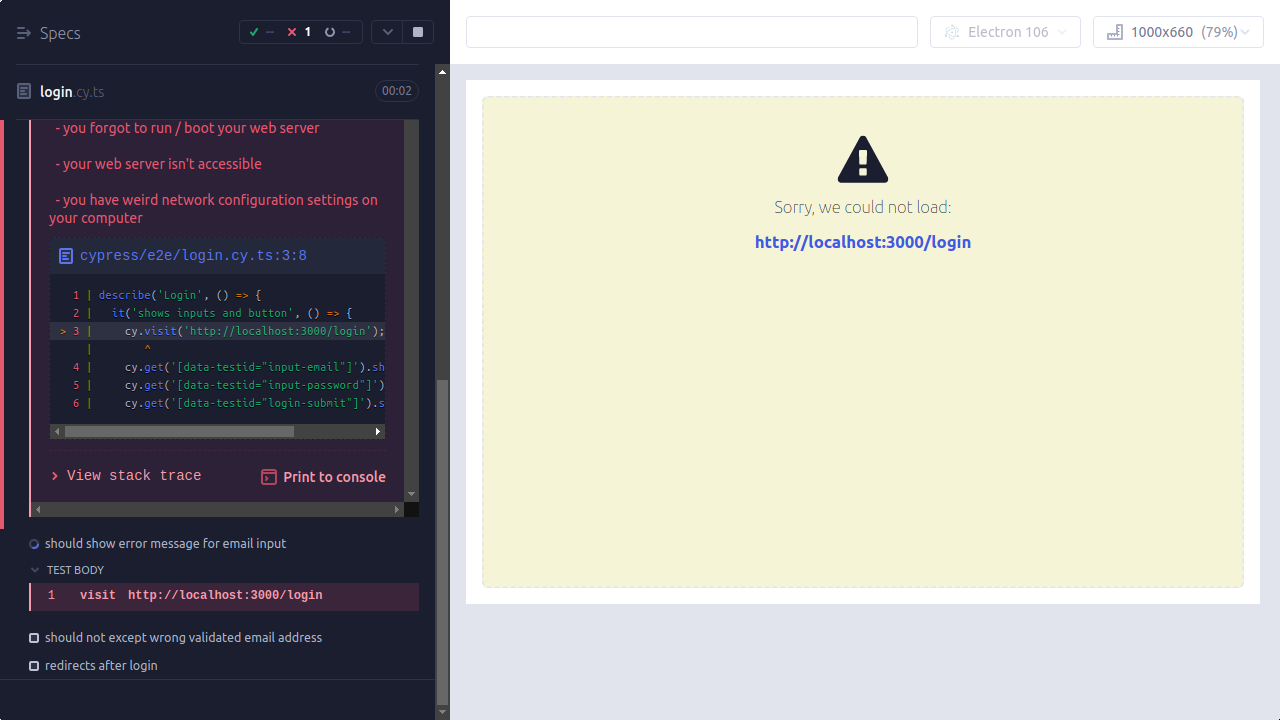 Specs
-- 1 --
login.cy.ts 00:02
- you forgot to run / boot your web server
- your web server isn't accessible
- you have weird network configuration settings on
your computer
cypress/e2e/login.cy.ts:3:8
1 | describe('Login', () => {
2 | it('shows inputs and button', () => {
> 3 | cy.visit('http://localhost:3000/login');
| ^
4 | cy.get('[data-testid="input-email"]').sh
5 | cy.get('[data-testid="input-password"]')
6 | cy.get('[data-testid="login-submit"]').s
View stack trace
Print to console
should show error message for email input
TEST BODY
1 visit http://localhost:3000/login
should not except wrong validated email address
redirects after login
Electron 106
1000x660 (79%)
Sorry, we could not load:
http://localhost:3000/login